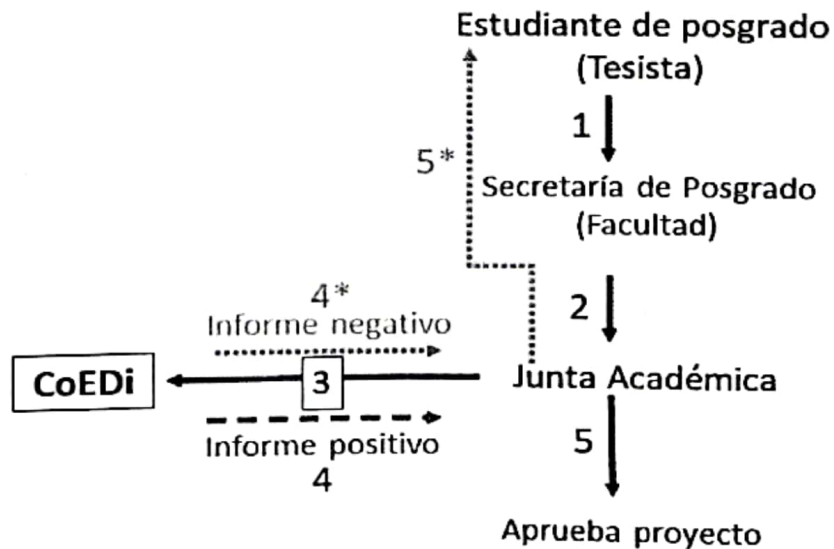 Estudiante de posgrado
(Tesista)
1
5*
Secretaría de Posgrado
(Facultad)
2
4*
Informe negativo
CoEDi
3
Junta Académica
Informe positivo
4
5
Aprueba proyecto